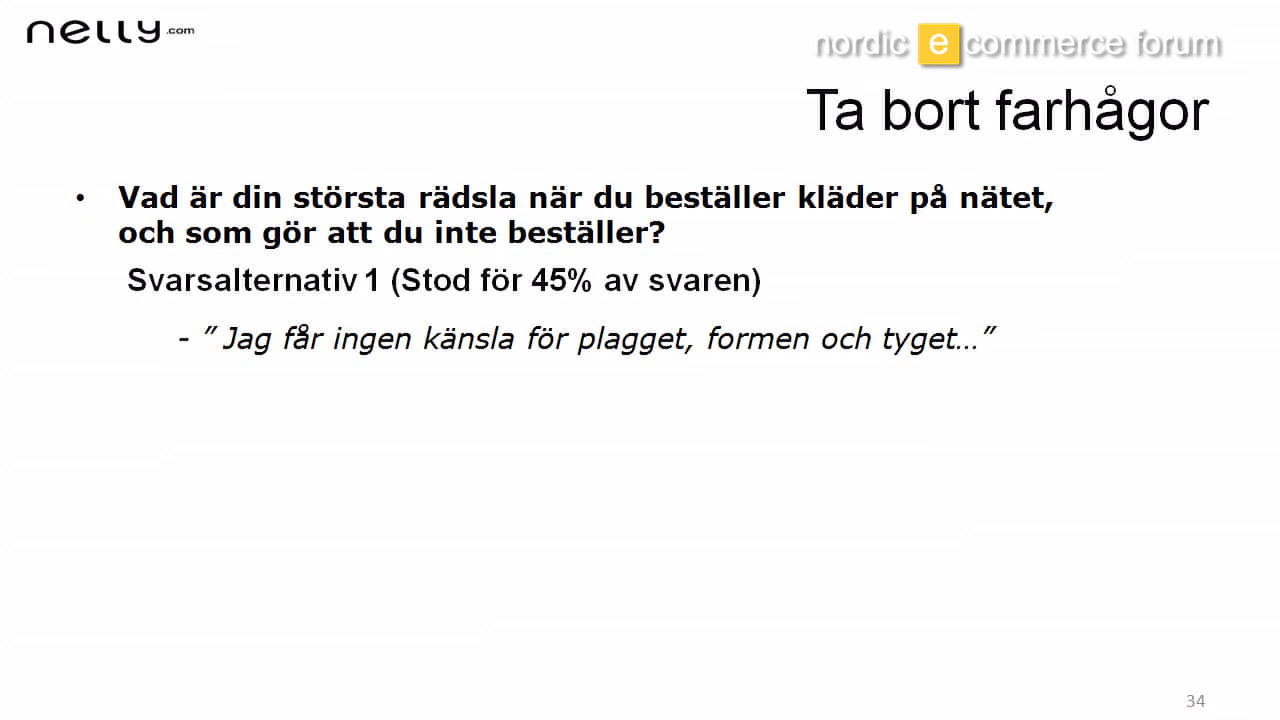 nelly.com
nordic e commerce forum
Ta bort farhågor
• Vad är din största rädsla när du beställer kläder på nätet,
och som gör att du inte beställer?
Svarsalternativ 1 (Stod för 45% av svaren)
- ” Jag får ingen känsla för plagget, formen och tyget…”
34